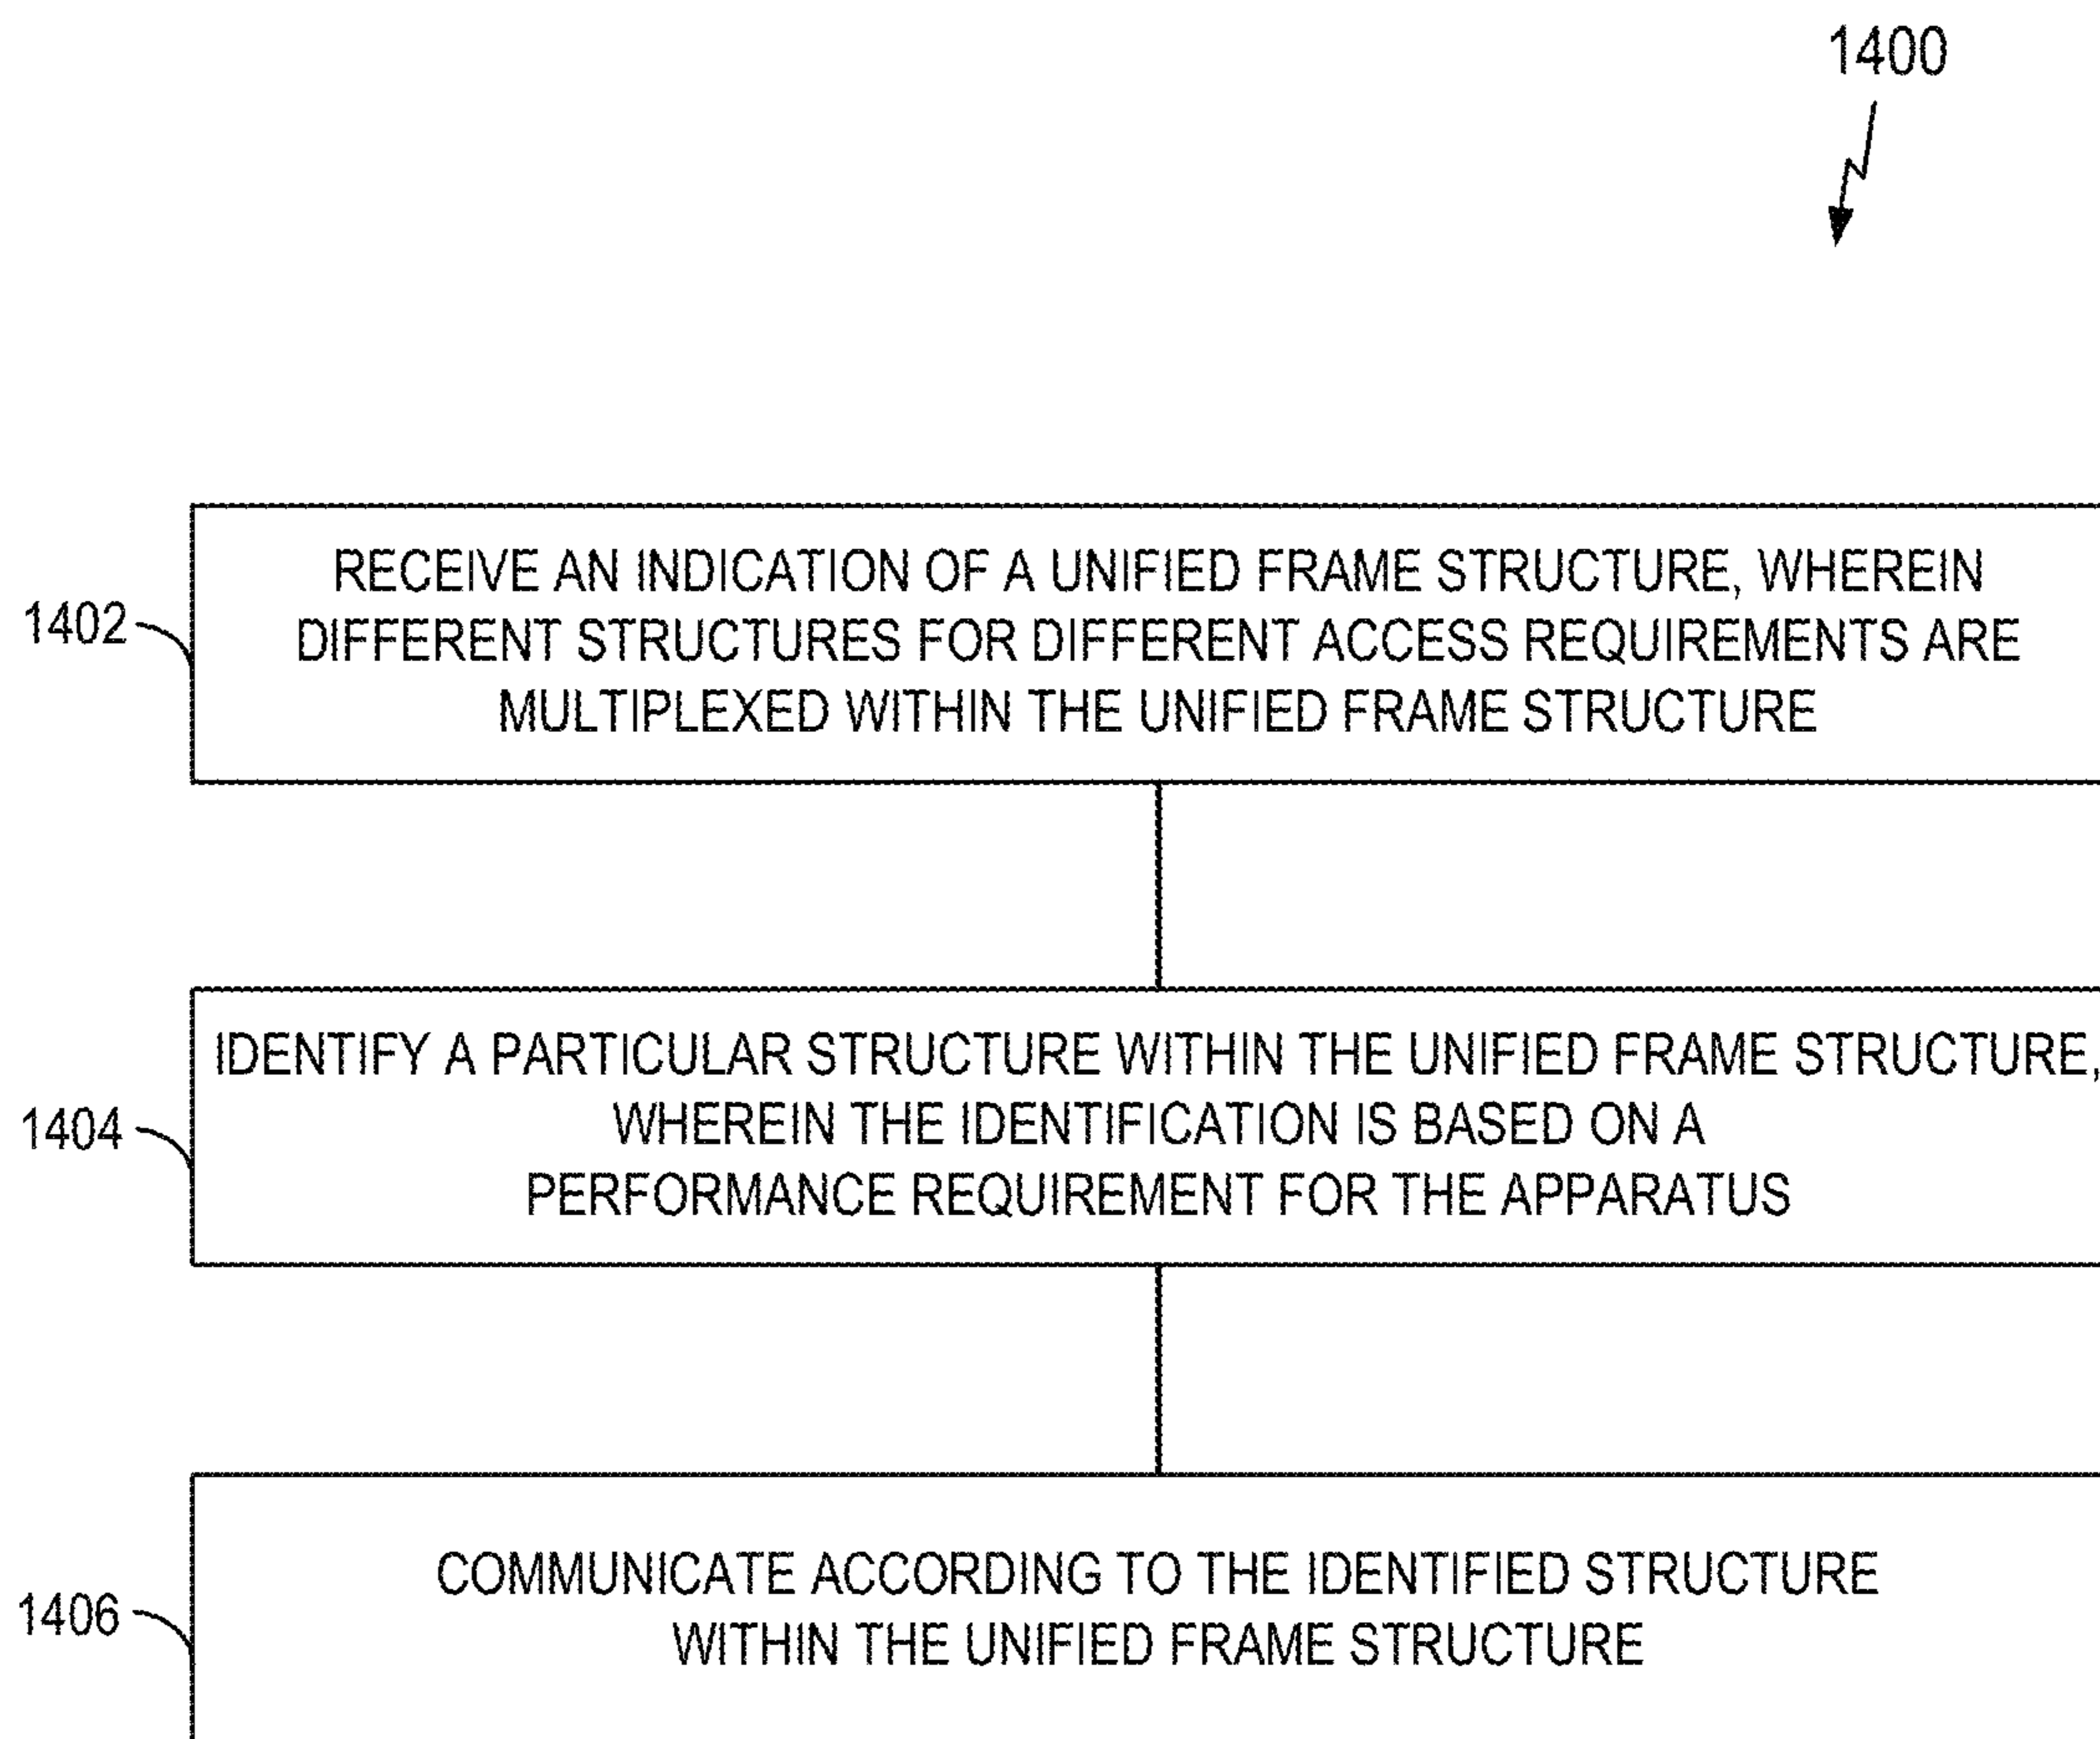 1400
1402
RECEIVE AN INDICATION OF A UNIFIED FRAME STRUCTURE, WHEREIN
DIFFERENT STRUCTURES FOR DIFFERENT ACCESS REQUIREMENTS ARE
MULTIPLEXED WITHIN THE UNIFIED FRAME STRUCTURE
1404
IDENTIFY A PARTICULAR STRUCTURE WITHIN THE UNIFIED FRAME STRUCTURE,
WHEREIN THE IDENTIFICATION IS BASED ON A
PERFORMANCE REQUIREMENT FOR THE APPARATUS
1406
COMMUNICATE ACCORDING TO THE IDENTIFIED STRUCTURE
WITHIN THE UNIFIED FRAME STRUCTURE